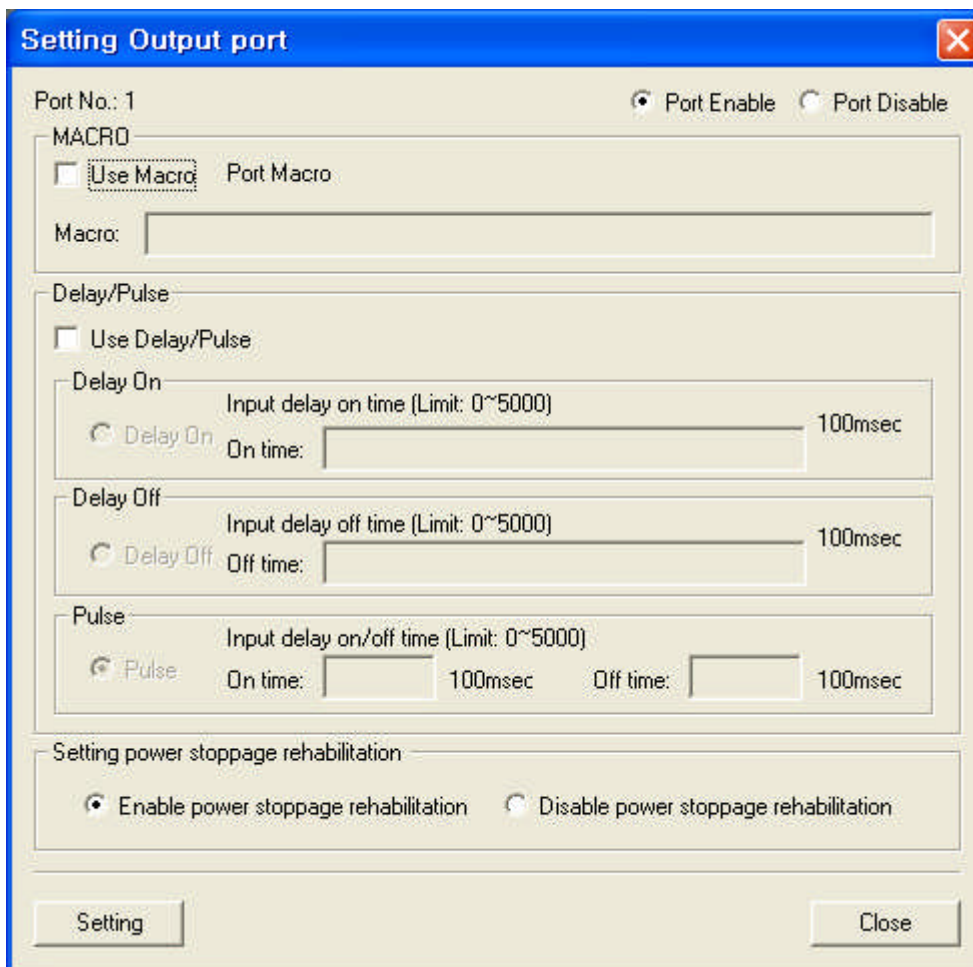 Setting Output port
Port No.: 1
Port Enable
Port Disable
MACRO
Use Macro
Port Macro
Macro:
Delay/Pulse
Use Delay/Pulse
Delay On
Input delay on time (Limit: 0~5000)
Delay On
On time:
100msec
Delay Off
Input delay off time (Limit: 0~5000)
Delay Off
Off time:
100msec
Pulse
Input delay on/off time (Limit: 0~5000)
Pulse
On time:
100msec
Off time:
100msec
Setting power stoppage rehabilitation
Enable power stoppage rehabilitation
Disable power stoppage rehabilitation
Setting
Close